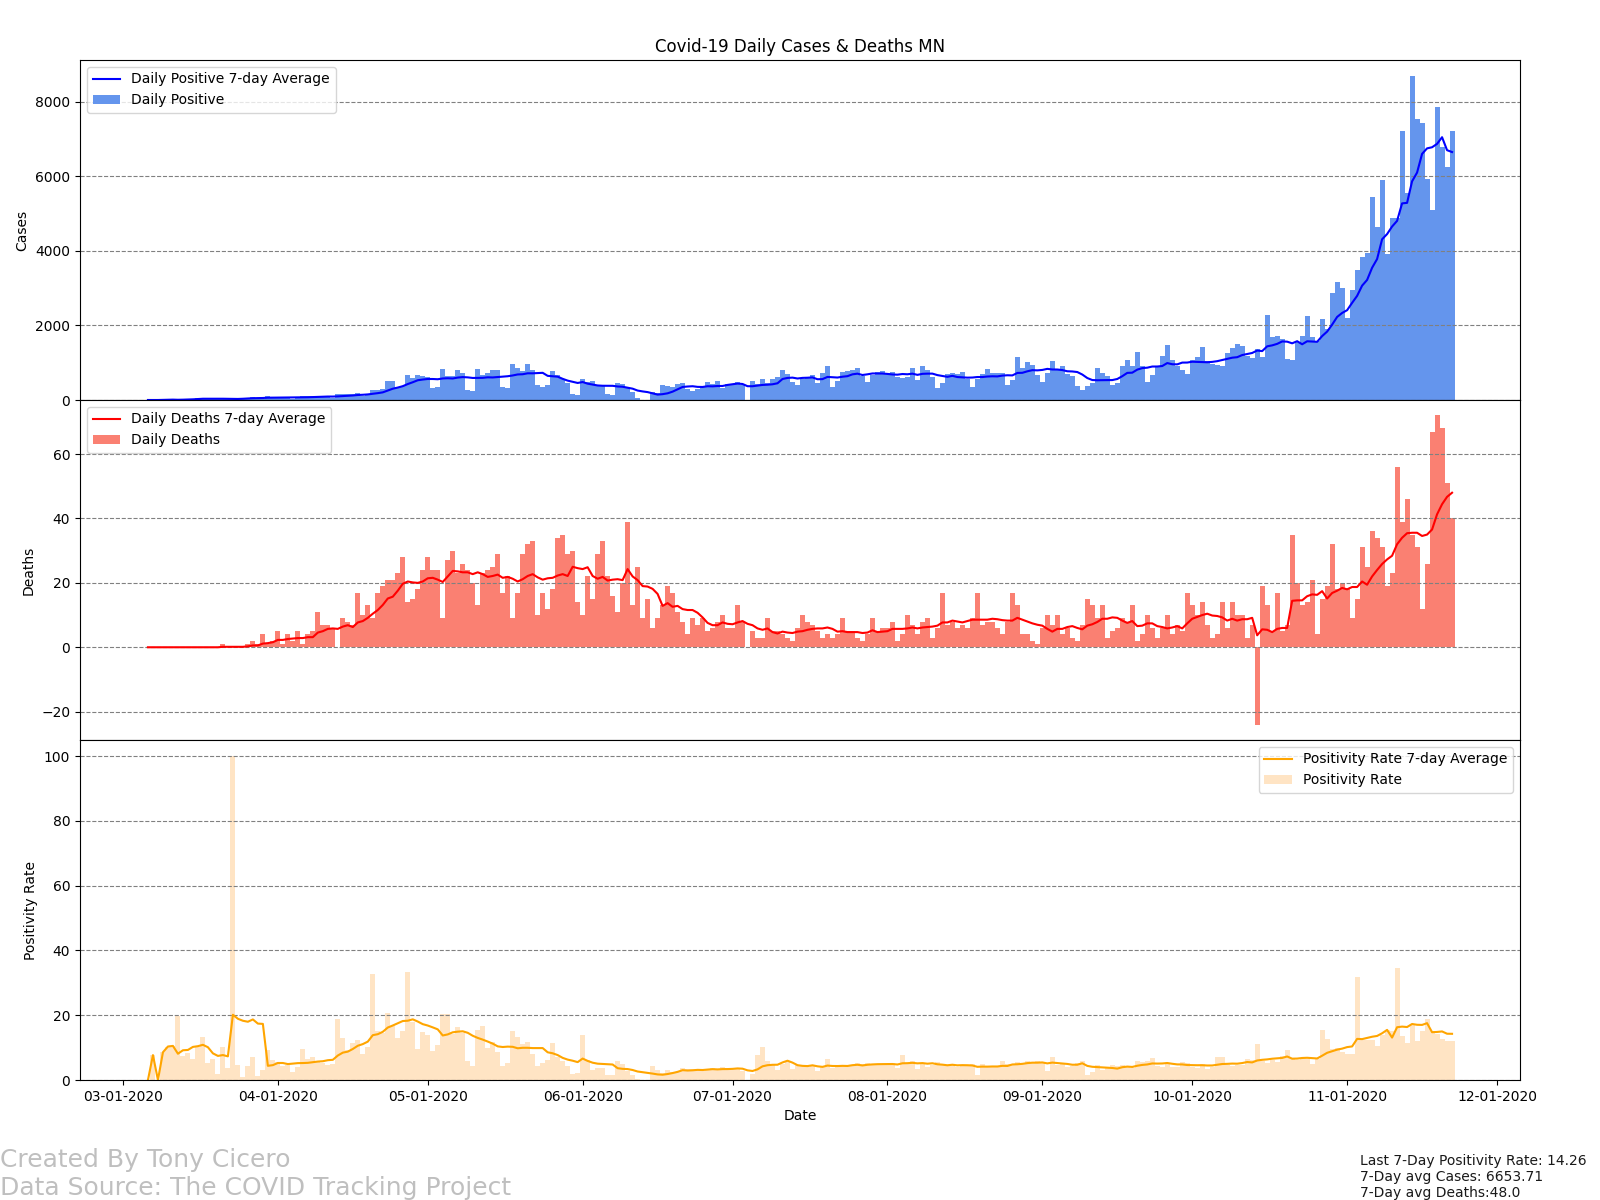 Covid-19 Daily Cases & Deaths MN
Daily Positive 7-day Average
Daily Positive
8000
6000
4000
2000
0
Cases
Daily Deaths 7-day Average
Daily Deaths
60
40
20
0
−20
Deaths
Positivity Rate 7-day Average
Positivity Rate
100
80
60
40
20
0
Positivity Rate
03-01-2020 04-01-2020 05-01-2020 06-01-2020 07-01-2020 08-01-2020 09-01-2020 10-01-2020 11-01-2020 12-01-2020
Date
Created By Tony Cicero
Data Source: The COVID Tracking Project
Last 7-Day Positivity Rate: 14.26
7-Day avg Cases: 6653.71
7-Day avg Deaths:48.0